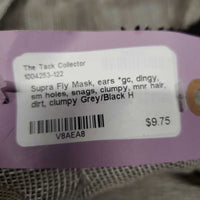 The Tack Collector
1004253-122
Supra Fly Mask, ears *gc, dingy,
sm holes, snags, clumpy, mnr hair,
dirt, clumpy Grey/Black H
$9.75
V8AEA8